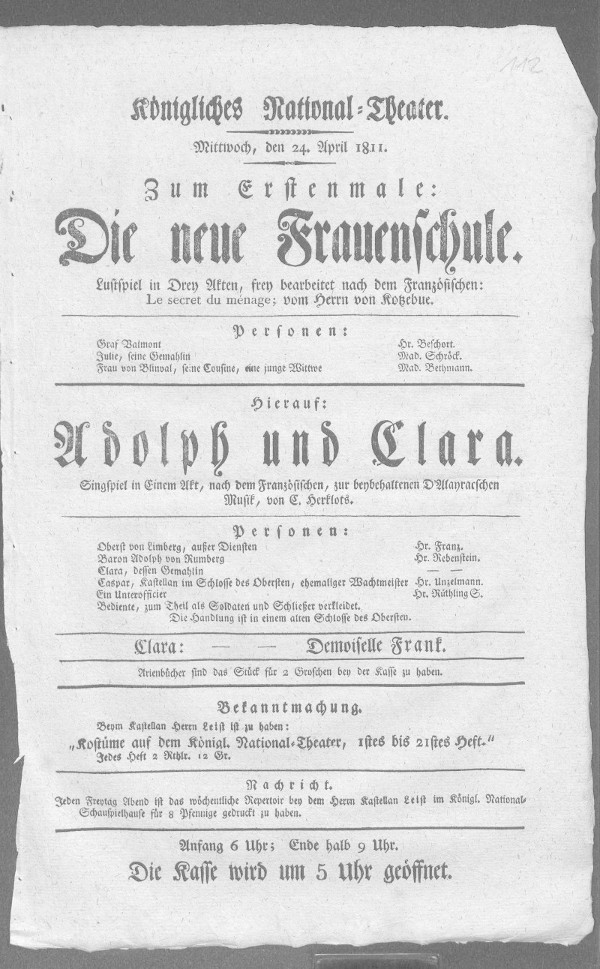 112
Königliches National-Theater.
Mittwoch, den 24. April 1811.
Zum Erstenmale:
Die neue Frauenschule.
Lustspiel in Drey Akten, frey bearbeitet nach dem Französischen:
Le secret du ménage; vom Herrn von Kotzebue.
Personen:
Graf Valmont Hr. Beschort.
Julie, seine Gemahlin Mad. Schröck.
Frau von Blinval, seine Cousine, eine junge Wittwe Mad. Bethmann.
Hierauf:
Adolph und Clara.
Singspiel in Einem Akt, nach dem Französischen, zur beybehaltenen D'Alayracschen
Musik, von C. Herklots.
Personen:
Oberst von Limberg, außer Diensten Hr. Franz.
Baron Adolph von Rumberg Hr. Rebenstein.
Clara, dessen Gemahlin — —
Caspar, Kastellan im Schlosse des Obersten, ehemaliger Wachtmeister Hr. Unzelmann.
Ein Unterofficier Hr. Rüthling S.
Bediente, zum Theil als Soldaten und Schließer verkleidet.
Die Handlung ist in einem alten Schlosse des Obersten.
Clara: — — Demoiselle Frank.
Arienbücher sind das Stück für 2 Groschen bey der Kasse zu haben.
Bekanntmachung.
Beym Kastellan Herrn Leist ist zu haben:
„Kostüme auf dem Königl. National-Theater, 1stes bis 21stes Heft."
Jedes Heft 2 Rthlr. 12 Gr.
Nachricht.
Jeden Freytag Abend ist das wöchentliche Repertoir bey dem Herrn Kastellan Leist im Königl. National-
Schauspielhause für 8 Pfennige gedruckt zu haben.
Anfang 6 Uhr; Ende halb 9 Uhr.
Die Kasse wird um 5 Uhr geöffnet.